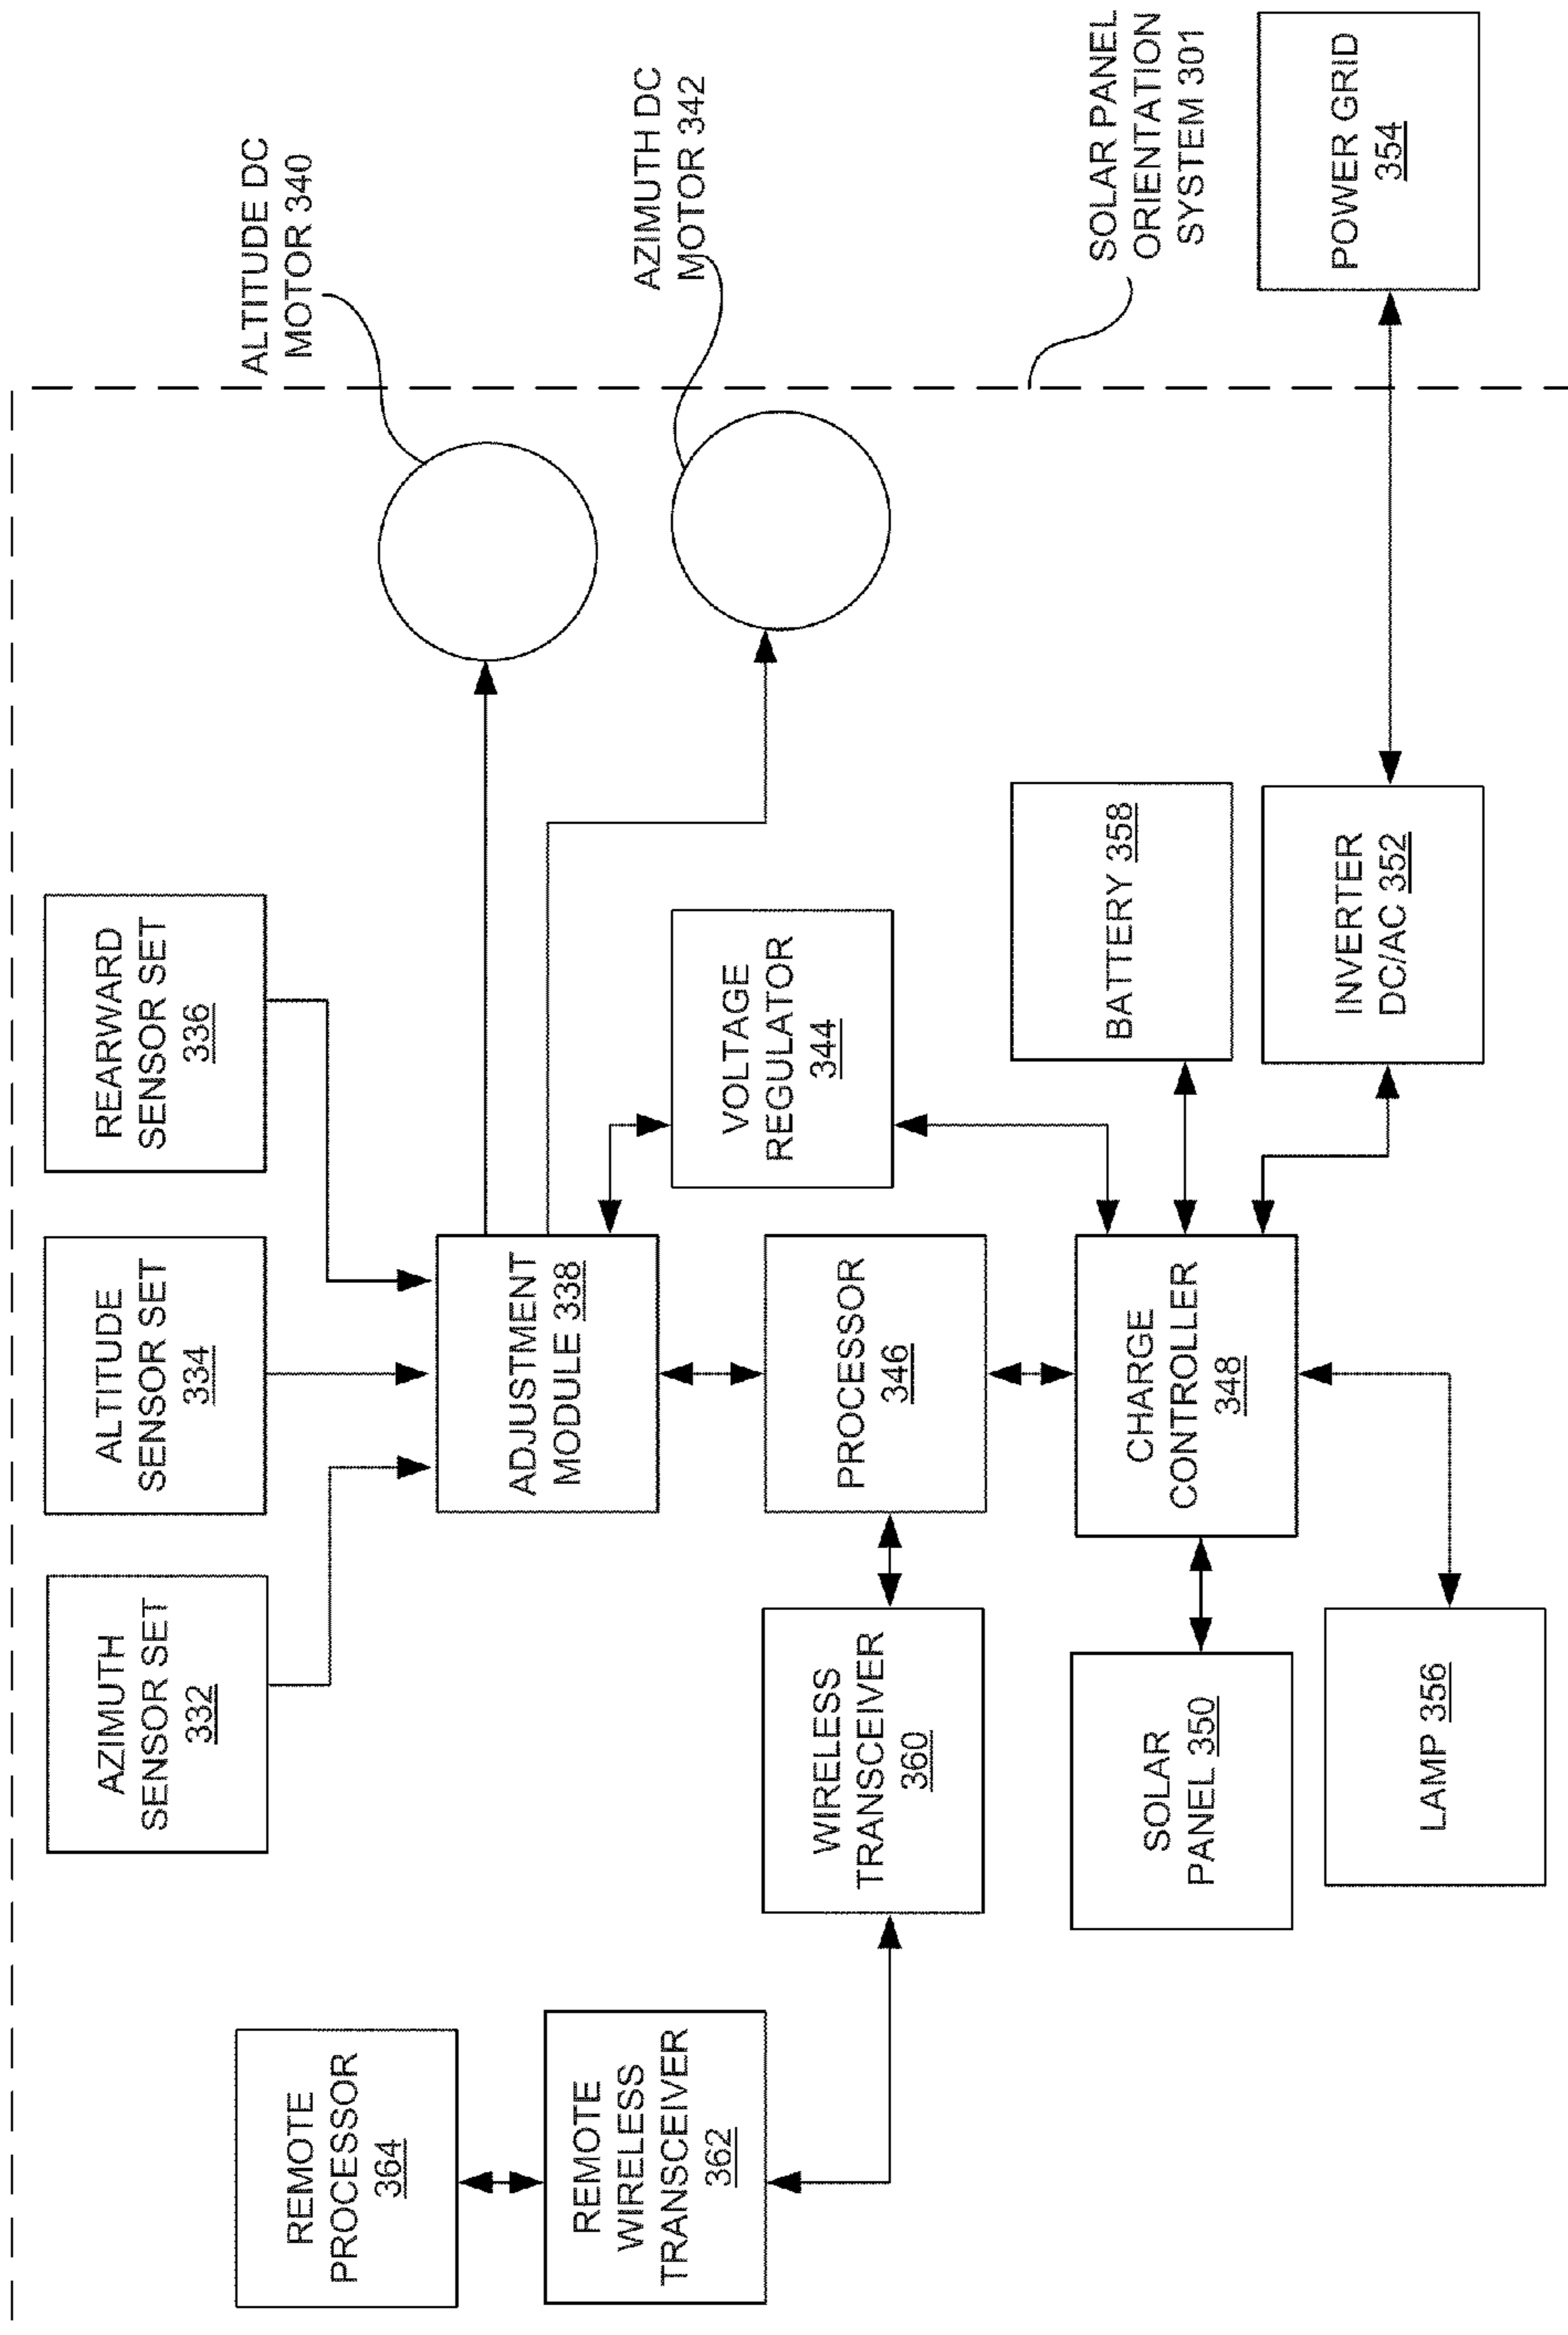 ALTITUDE DC
MOTOR 340
AZIMUTH DC
MOTOR 342
SOLAR PANEL
ORIENTATION
SYSTEM 301
POWER GRID
354
REARWARD
SENSOR SET
336
ALTITUDE
SENSOR SET
334
AZIMUTH
SENSOR SET
332
ADJUSTMENT
MODULE 338
VOLTAGE
REGULATOR
344
BATTERY 358
INVERTER
DC/AC 352
PROCESSOR
346
CHARGE
CONTROLLER
348
WIRELESS
TRANSCEIVER
360
SOLAR
PANEL 350
LAMP 356
REMOTE
PROCESSOR
364
REMOTE
WIRELESS
TRANSCEIVER
362